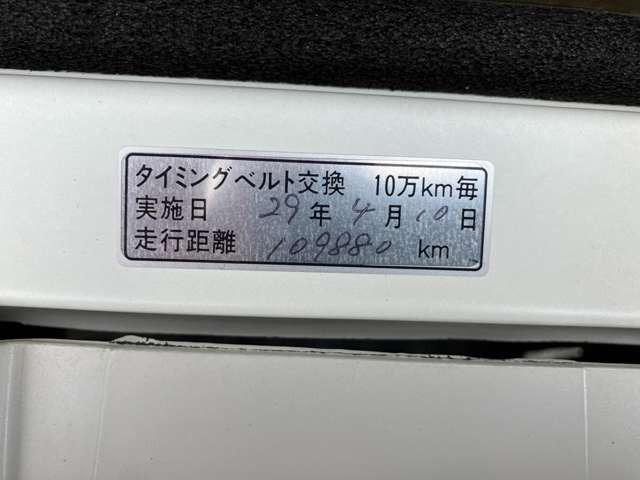 タイミングベルト交換 10万km毎
実施日 29年4月10日
走行距離 109880 km